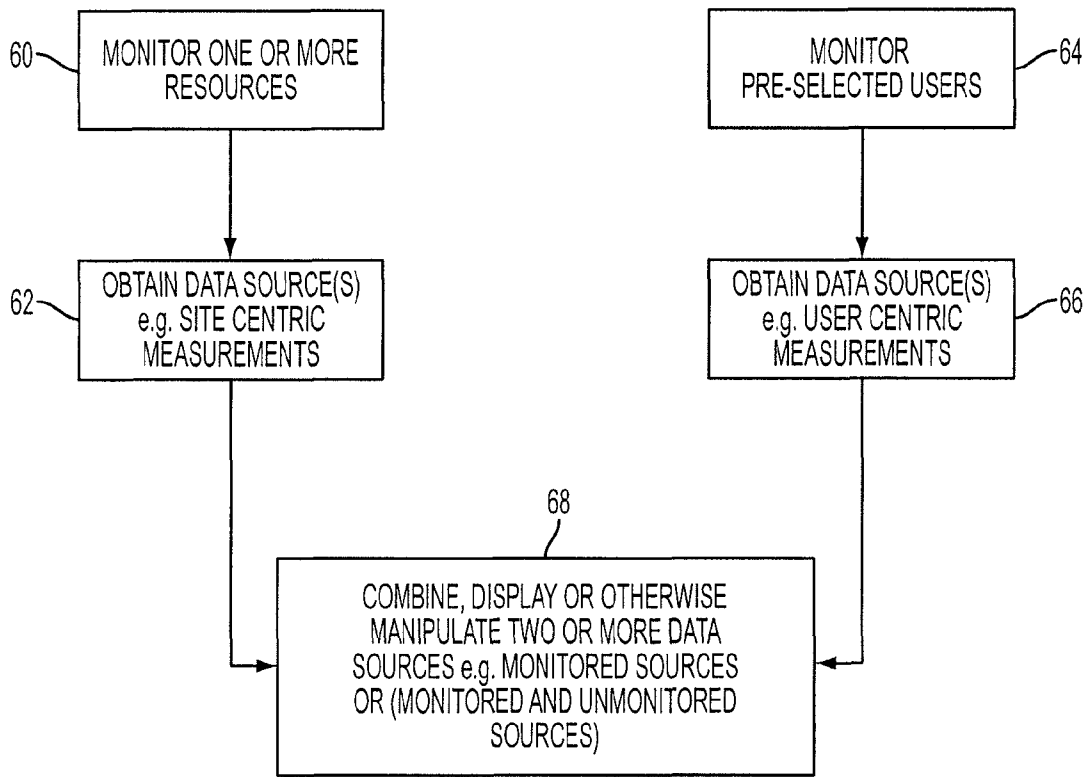 60
MONITOR ONE OR MORE
RESOURCES
MONITOR
PRE-SELECTED USERS
64
62
OBTAIN DATA SOURCE(S)
e.g. SITE CENTRIC
MEASUREMENTS
OBTAIN DATA SOURCE(S)
e.g. USER CENTRIC
MEASUREMENTS
66
68
COMBINE, DISPLAY OR OTHERWISE
MANIPULATE TWO OR MORE DATA
SOURCES e.g. MONITORED SOURCES
OR (MONITORED AND UNMONITORED
SOURCES)